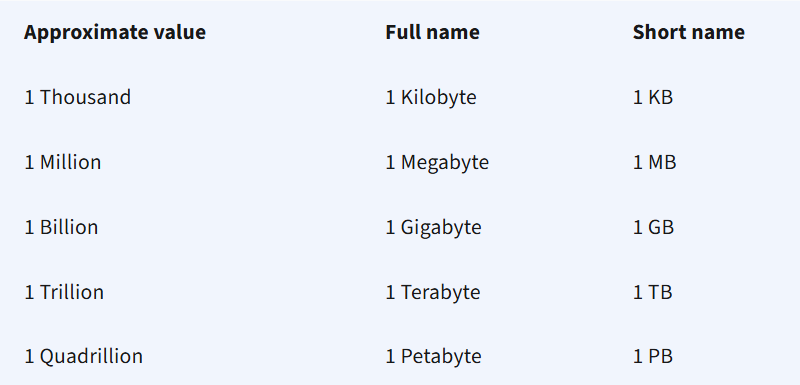 Approximate value Full name Short name
1 Thousand 1 Kilobyte 1 KB
1 Million 1 Megabyte 1 MB
1 Billion 1 Gigabyte 1 GB
1 Trillion 1 Terabyte 1 TB
1 Quadrillion 1 Petabyte 1 PB